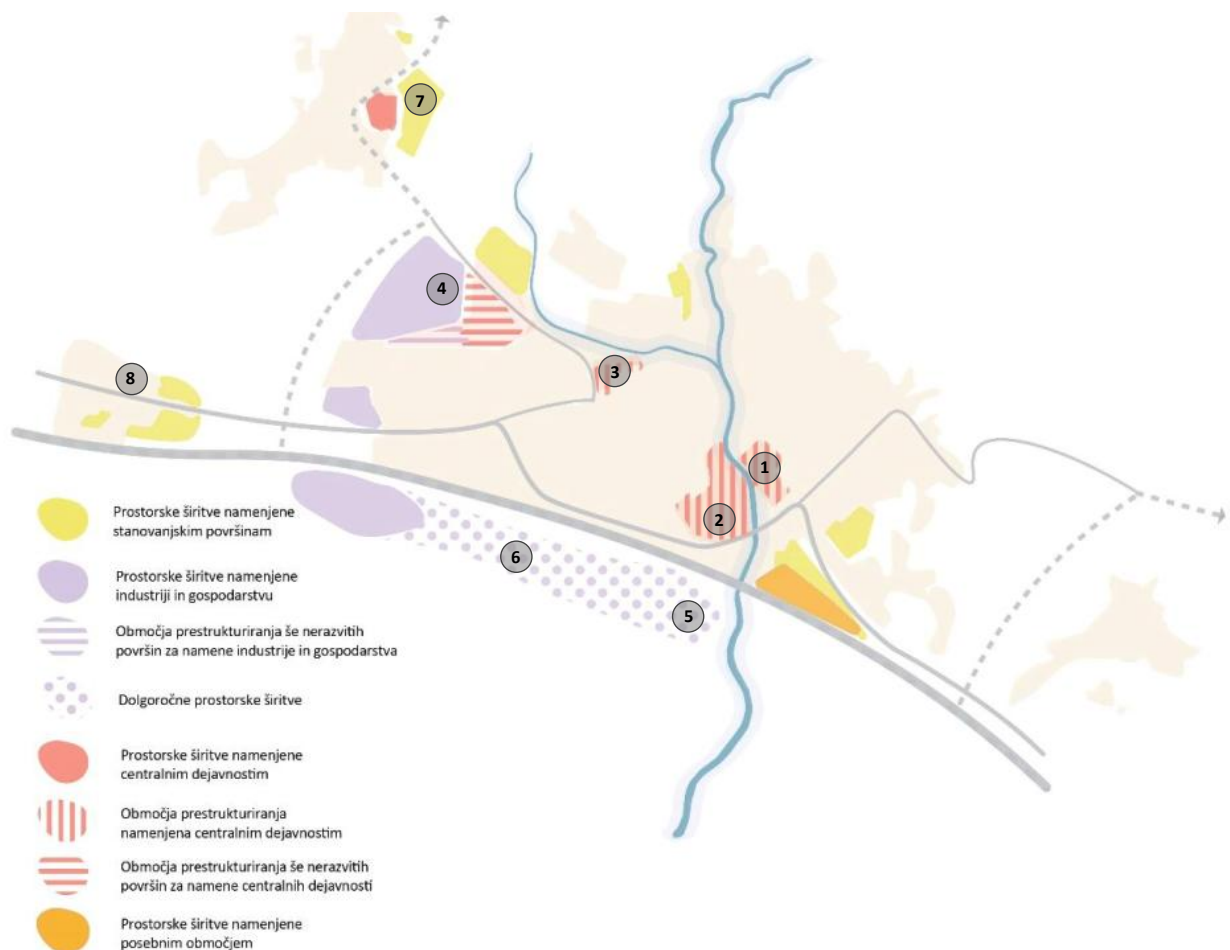 7
4
8
3
1
2
6
5
Prostorske širitve namenjene
stanovanjskim površinam
Prostorske širitve namenjene
industriji in gospodarstvu
Območja prestrukturiranja še nerazvitih
površin za namene industrije in gospodarstva
Dolgoročne prostorske širitve
Prostorske širitve namenjene
centralnim dejavnostim
Območja prestrukturiranja
namenjena centralnim dejavnostim
Območja prestrukturiranja še nerazvitih
površin za namene centralnih dejavnosti
Prostorske širitve namenjene
posebnim območjem